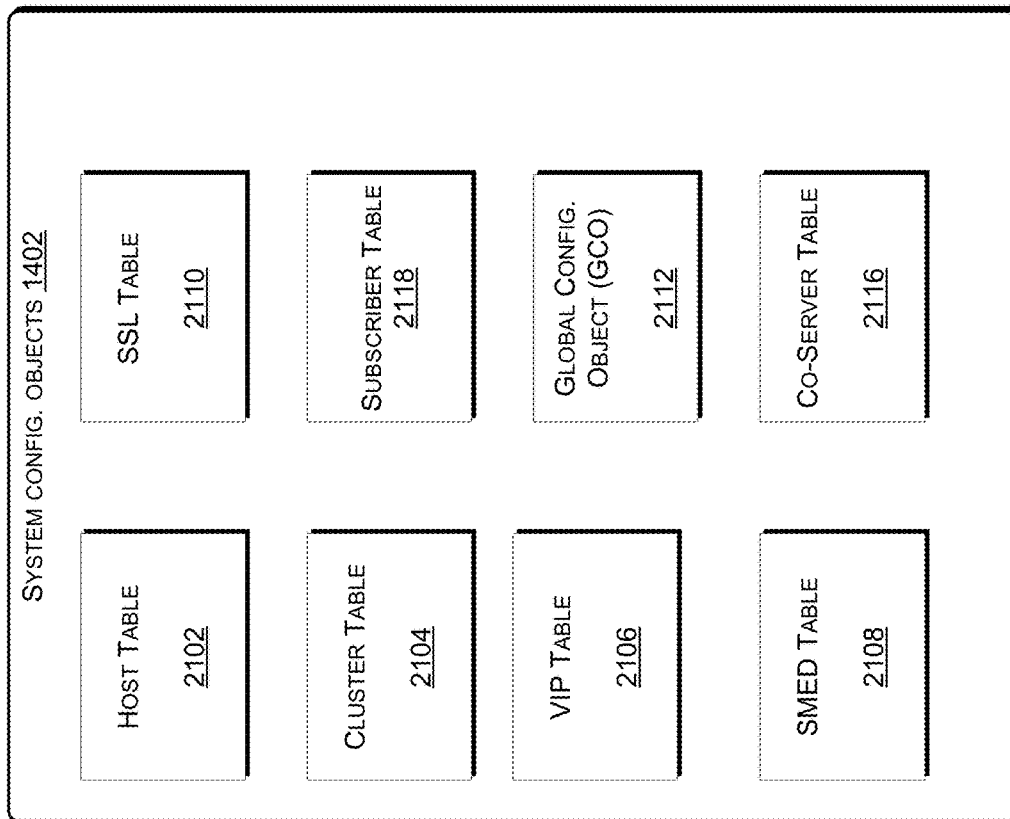 SYSTEM CONFIG. OBJECTS 1402
HOST TABLE
2102
SSL TABLE
2110
CLUSTER TABLE
2104
SUBSCRIBER TABLE
2118
VIP TABLE
2106
GLOBAL CONFIG.
OBJECT (GCO)
2112
SMED TABLE
2108
CO-SERVER TABLE
2116